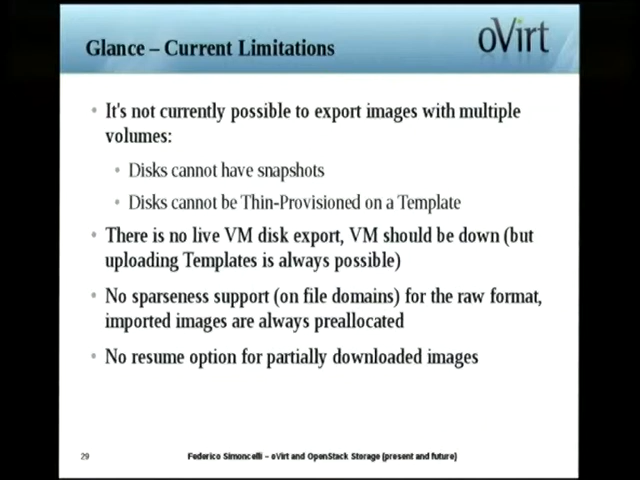 Glance – Current Limitations
oVirt
• It's not currently possible to export images with multiple
volumes:
• Disks cannot have snapshots
• Disks cannot be Thin-Provisioned on a Template
• There is no live VM disk export, VM should be down (but
uploading Templates is always possible)
• No sparseness support (on file domains) for the raw format,
imported images are always preallocated
• No resume option for partially downloaded images
29
Federico Simoncelli – oVirt and OpenStack Storage (present and future)